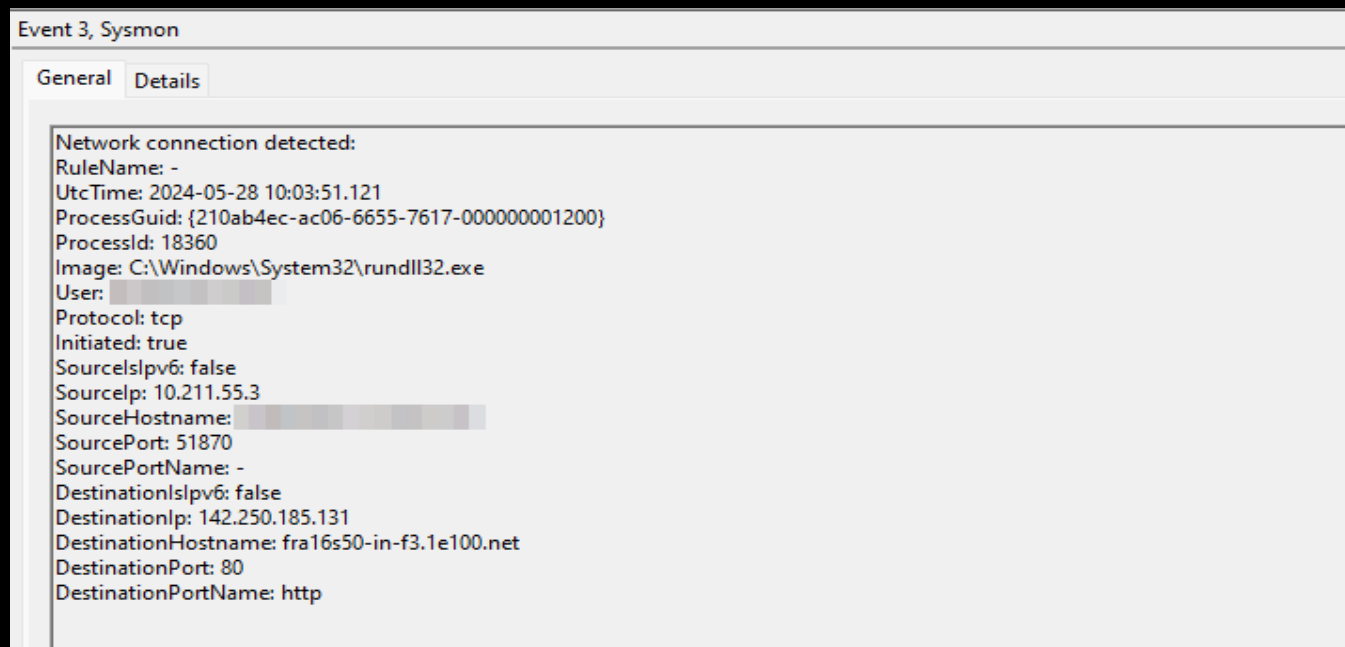 Event 3, Sysmon
General Details
Network connection detected:
RuleName: -
UtcTime: 2024-05-28 10:03:51.121
ProcessGuid: {210ab4ec-ac06-6655-7617-000000001200}
ProcessId: 18360
Image: C:\Windows\System32\rundll32.exe
User:
Protocol: tcp
Initiated: true
SourceIsIpv6: false
SourceIp: 10.211.55.3
SourceHostname:
SourcePort: 51870
SourcePortName: -
DestinationIsIpv6: false
DestinationIp: 142.250.185.131
DestinationHostname: fra16s50-in-f3.1e100.net
DestinationPort: 80
DestinationPortName: http